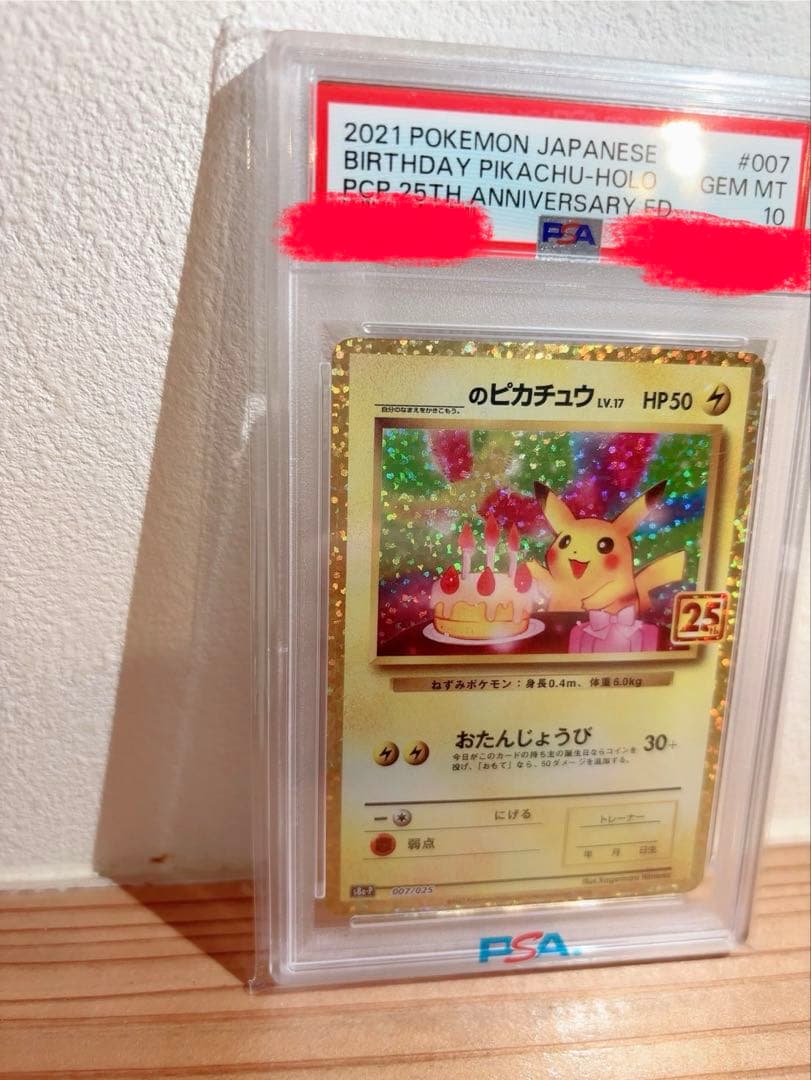 2021 POKEMON JAPANESE #007
BIRTHDAY PIKACHU-HOLO GEM MT
PCP 25TH ANNIVERSARY ED 10
PSA
のピカチュウ LV.17 HP50
自分のなまえをかきこもう。
25th
ねずみポケモン:身長0.4m、体重6.0kg
おたんじょうび 30+
今日がこのカードの持ち主の誕生日ならコインを
投げ、「おもて」なら、50ダメージを追加する。
にげる
弱点
トレーナー
年 月 日生
Illus. Kagemaru Himeno
s8a-P 007/025
PSA